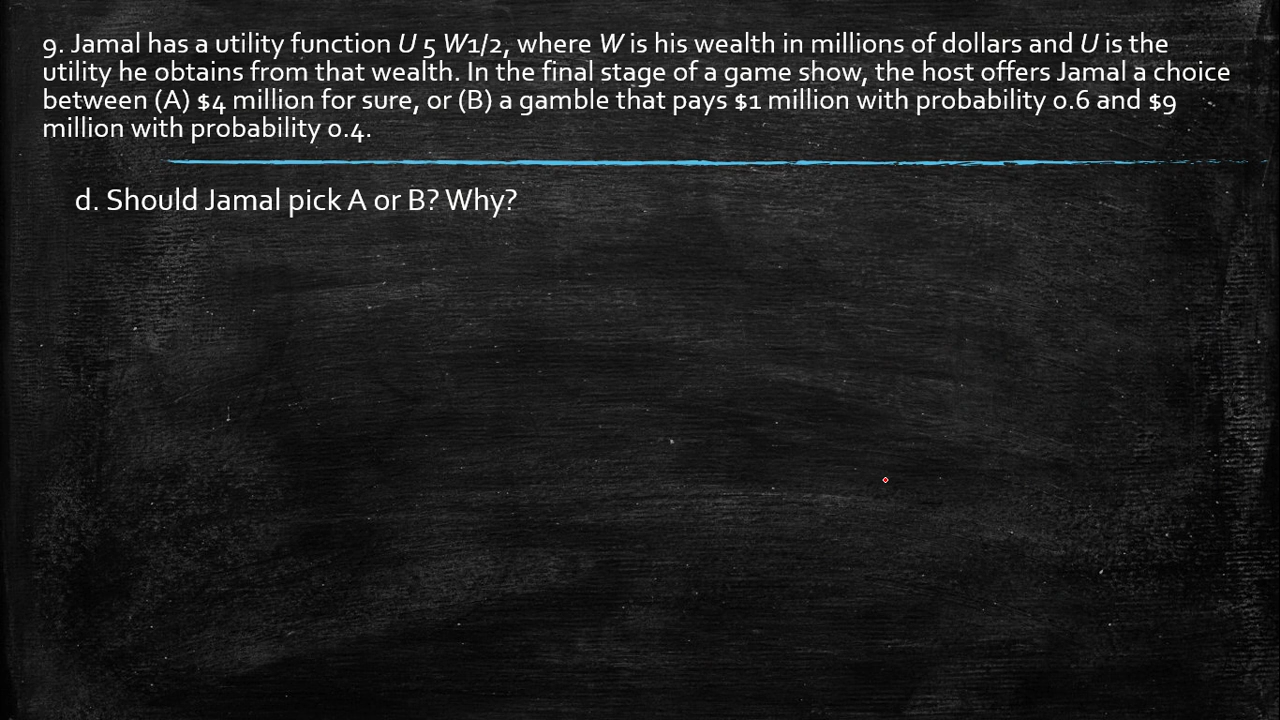 9. Jamal has a utility function U 5 W1/2, where W is his wealth in millions of dollars and U is the
utility he obtains from that wealth. In the final stage of a game show, the host offers Jamal a choice
between (A) $4 million for sure, or (B) a gamble that pays $1 million with probability 0.6 and $9
million with probability 0.4.
d. Should Jamal pick A or B? Why?